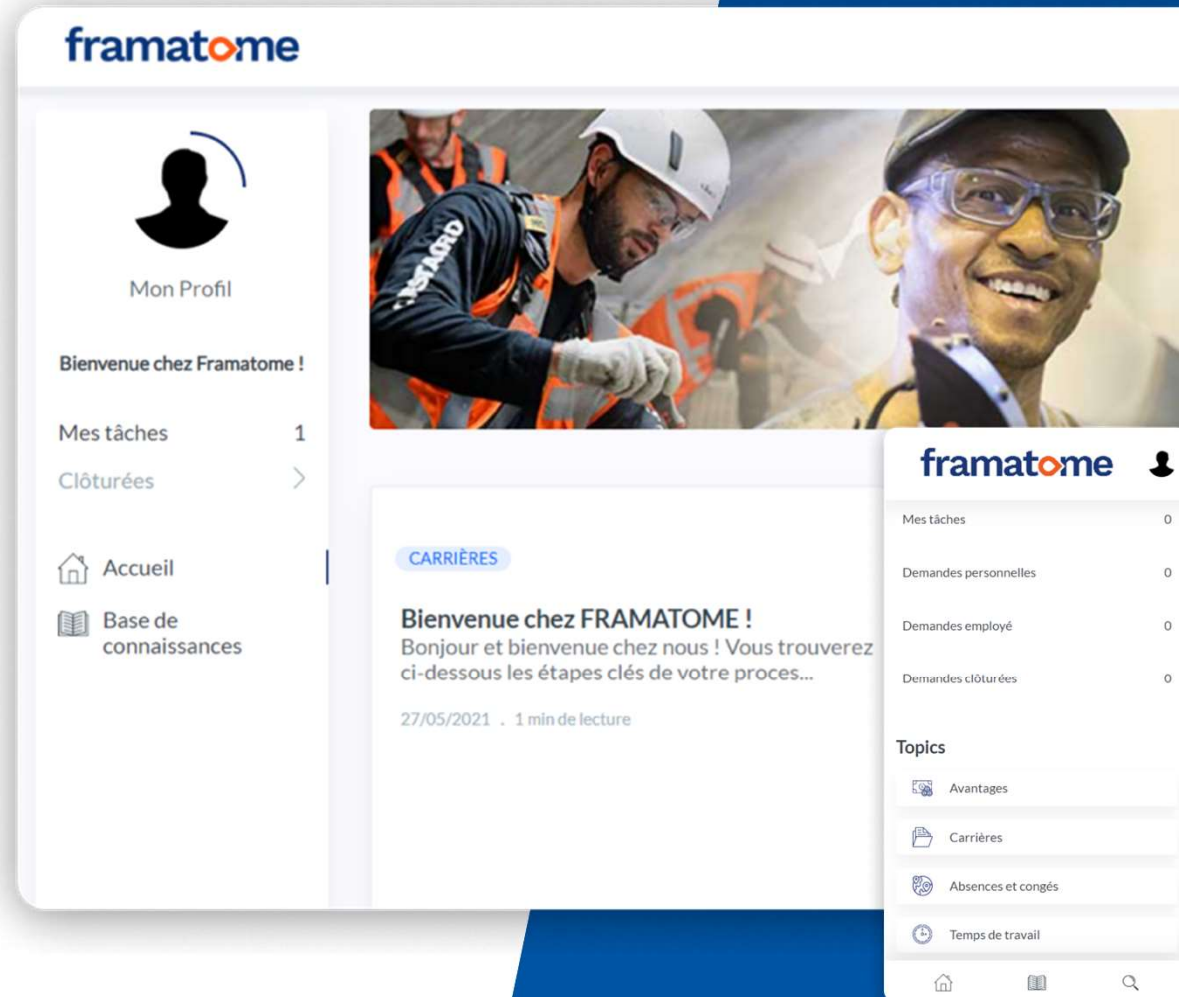 framatome
Mon Profil
Bienvenue chez Framatome !
Mes tâches 1
Clôturées
Accueil
Base de
connaissances
CARRIÈRES
Bienvenue chez FRAMATOME !
Bonjour et bienvenue chez nous ! Vous trouverez
ci-dessous les étapes clés de votre proces...
27/05/2021 . 1 min de lecture
framatome
Mes tâches 0
Demandes personnelles 0
Demandes employé 0
Demandes clôturées 0
Topics
Avantages
Carrières
Absences et congés
Temps de travail